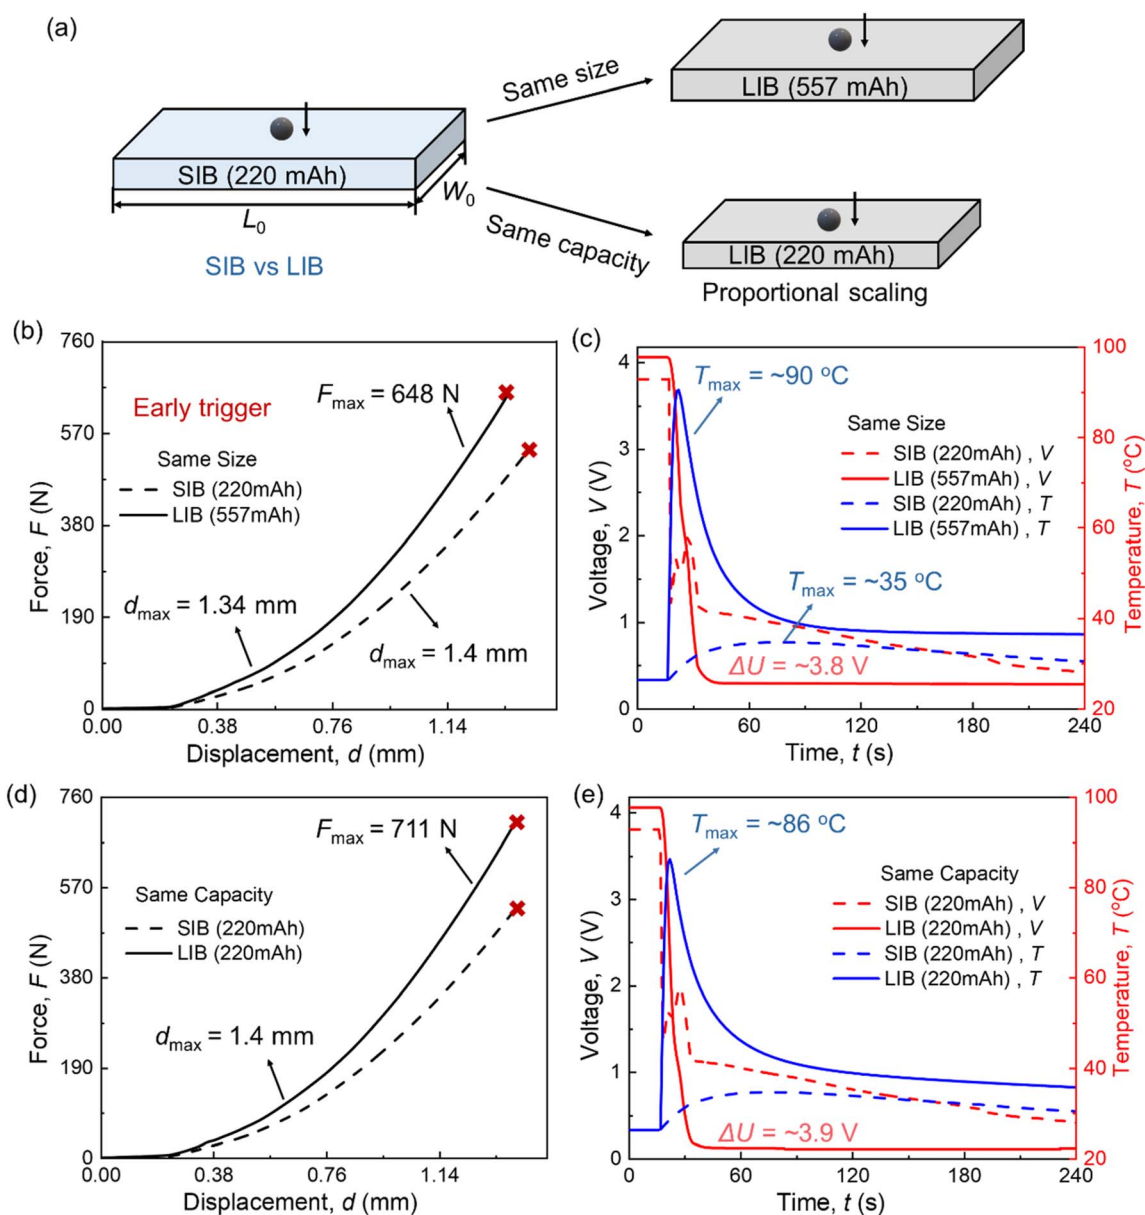 (a)
SIB (220 mAh)
L₀
W₀
SIB vs LIB
Same size
LIB (557 mAh)
Same capacity
LIB (220 mAh)
Proportional scaling
(b)
760
570
380
190
0
Force, F (N)
Early trigger
Same Size
SIB (220mAh)
LIB (557mAh)
Fmax = 648 N
dmax = 1.34 mm
dmax = 1.4 mm
0.00 0.38 0.76 1.14
Displacement, d (mm)
(c)
4
3
2
1
0
Voltage, V (V)
Tmax = ~90 °C
Same Size
SIB (220mAh) , V
LIB (557mAh) , V
SIB (220mAh) , T
LIB (557mAh) , T
Tmax = ~35 °C
ΔU = ~3.8 V
100
80
60
40
20
Temperature, T (°C)
0 60 120 180 240
Time, t (s)
(d)
760
570
380
190
0
Force, F (N)
Fmax = 711 N
Same Capacity
SIB (220mAh)
LIB (220mAh)
dmax = 1.4 mm
0.00 0.38 0.76 1.14
Displacement, d (mm)
(e)
4
3
2
1
0
Voltage, V (V)
Tmax = ~86 °C
Same Capacity
SIB (220mAh) , V
LIB (220mAh) , V
SIB (220mAh) , T
LIB (220mAh) , T
ΔU = ~3.9 V
100
80
60
40
20
Temperature, T (°C)
0 60 120 180 240
Time, t (s)